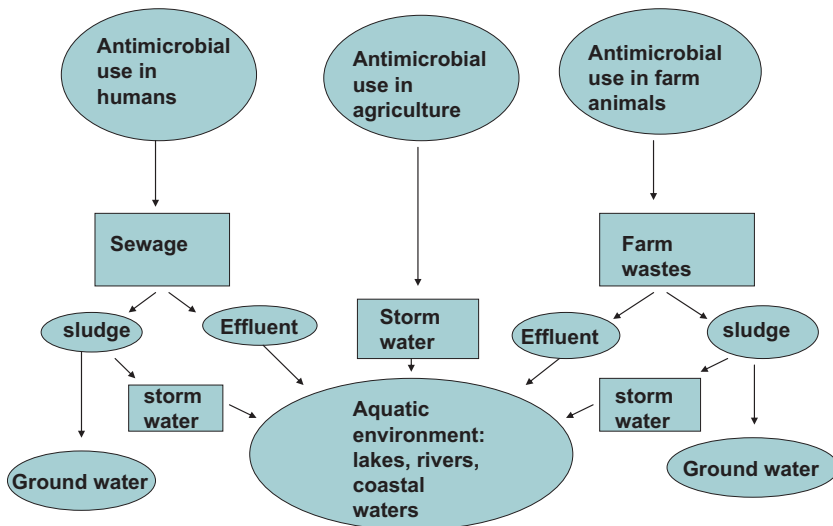 Antimicrobial
use in
humans
Antimicrobial
use in
agriculture
Antimicrobial
use in farm
animals
Sewage
Farm
wastes
sludge
Effluent
Storm
water
Effluent
sludge
storm
water
Aquatic
environment:
lakes, rivers,
coastal
waters
storm
water
Ground water
Ground water